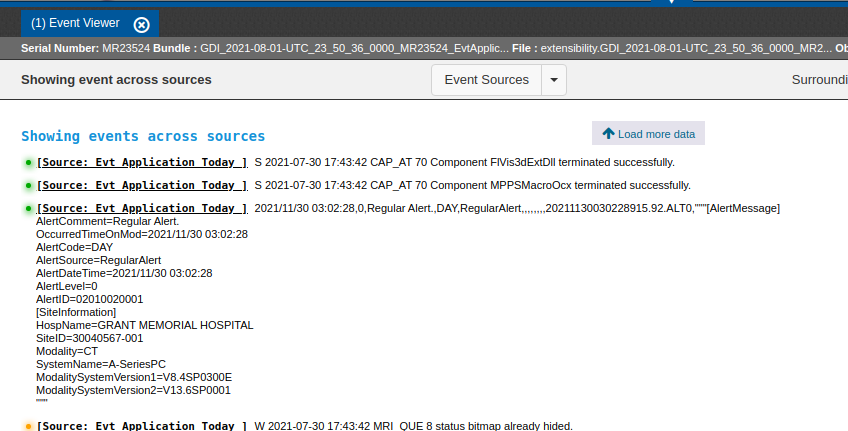 (1) Event Viewer
Serial Number: MR23524 Bundle : GDI_2021-08-01-UTC_23_50_36_0000_MR23524_EvtApplic... File : extensibility.GDI_2021-08-01-UTC_23_50_36_0000_MR2... Ob
Showing event across sources
Event Sources
Surroundi
Showing events across sources
Load more data
[Source: Evt Application Today ] S 2021-07-30 17:43:42 CAP_AT 70 Component FlVis3dExtDll terminated successfully.
[Source: Evt Application Today ] S 2021-07-30 17:43:42 CAP_AT 70 Component MPPSMacroOcx terminated successfully.
[Source: Evt Application Today ] 2021/11/30 03:02:28,0,Regular Alert.,DAY,RegularAlert,,,,,,,,20211130030228915.92.ALT0,"""[AlertMessage]
AlertComment=Regular Alert.
OccurredTimeOnMod=2021/11/30 03:02:28
AlertCode=DAY
AlertSource=RegularAlert
AlertDateTime=2021/11/30 03:02:28
AlertLevel=0
AlertID=02010020001
[SiteInformation]
HospName=GRANT MEMORIAL HOSPITAL
SiteID=30040567-001
Modality=CT
SystemName=A-SeriesPC
ModalitySystemVersion1=V8.4SP0300E
ModalitySystemVersion2=V13.6SP0001
"""
[Source: Evt Application Today ] W 2021-07-30 17:43:42 MRI_QUE 8 status bitmap already hided.